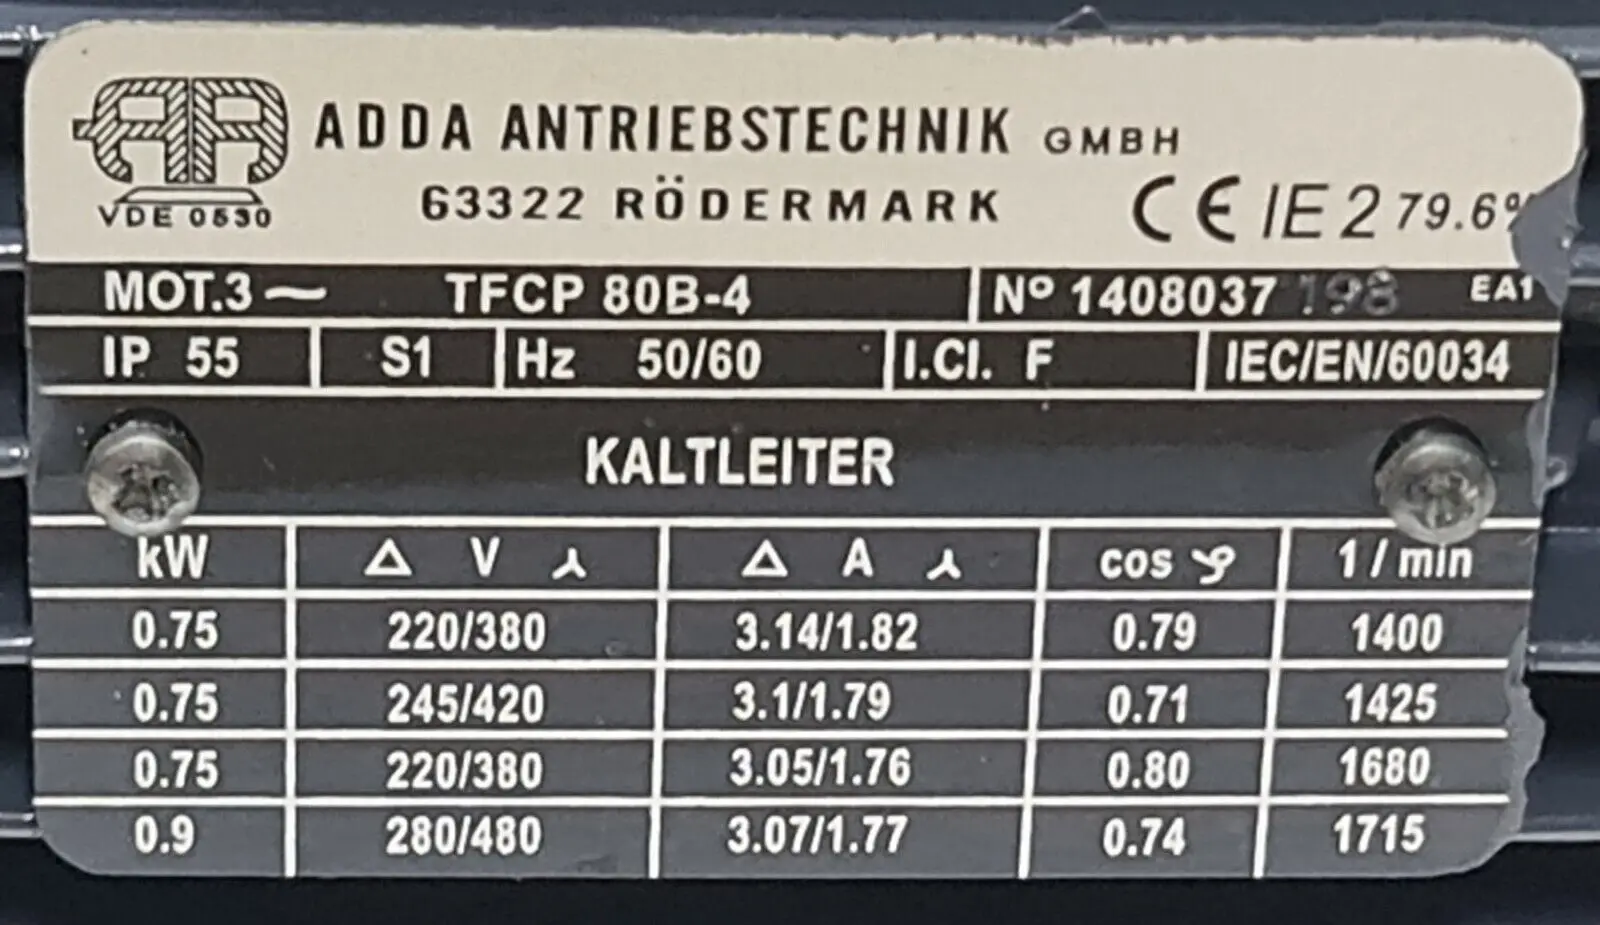 ADDA ANTRIEBSTECHNIK GMBH
63322 RÖDERMARK
VDE 0530
CE IE2 79.6%
MOT.3~ TFCP 80B-4 Nº 1408037 198 EA1
IP 55 S1 Hz 50/60 I.Cl. F IEC/EN/60034
KALTLEITER
kW Δ V ⅄ Δ A ⅄ cos φ 1/min
0.75 220/380 3.14/1.82 0.79 1400
0.75 245/420 3.1/1.79 0.71 1425
0.75 220/380 3.05/1.76 0.80 1680
0.9 280/480 3.07/1.77 0.74 1715